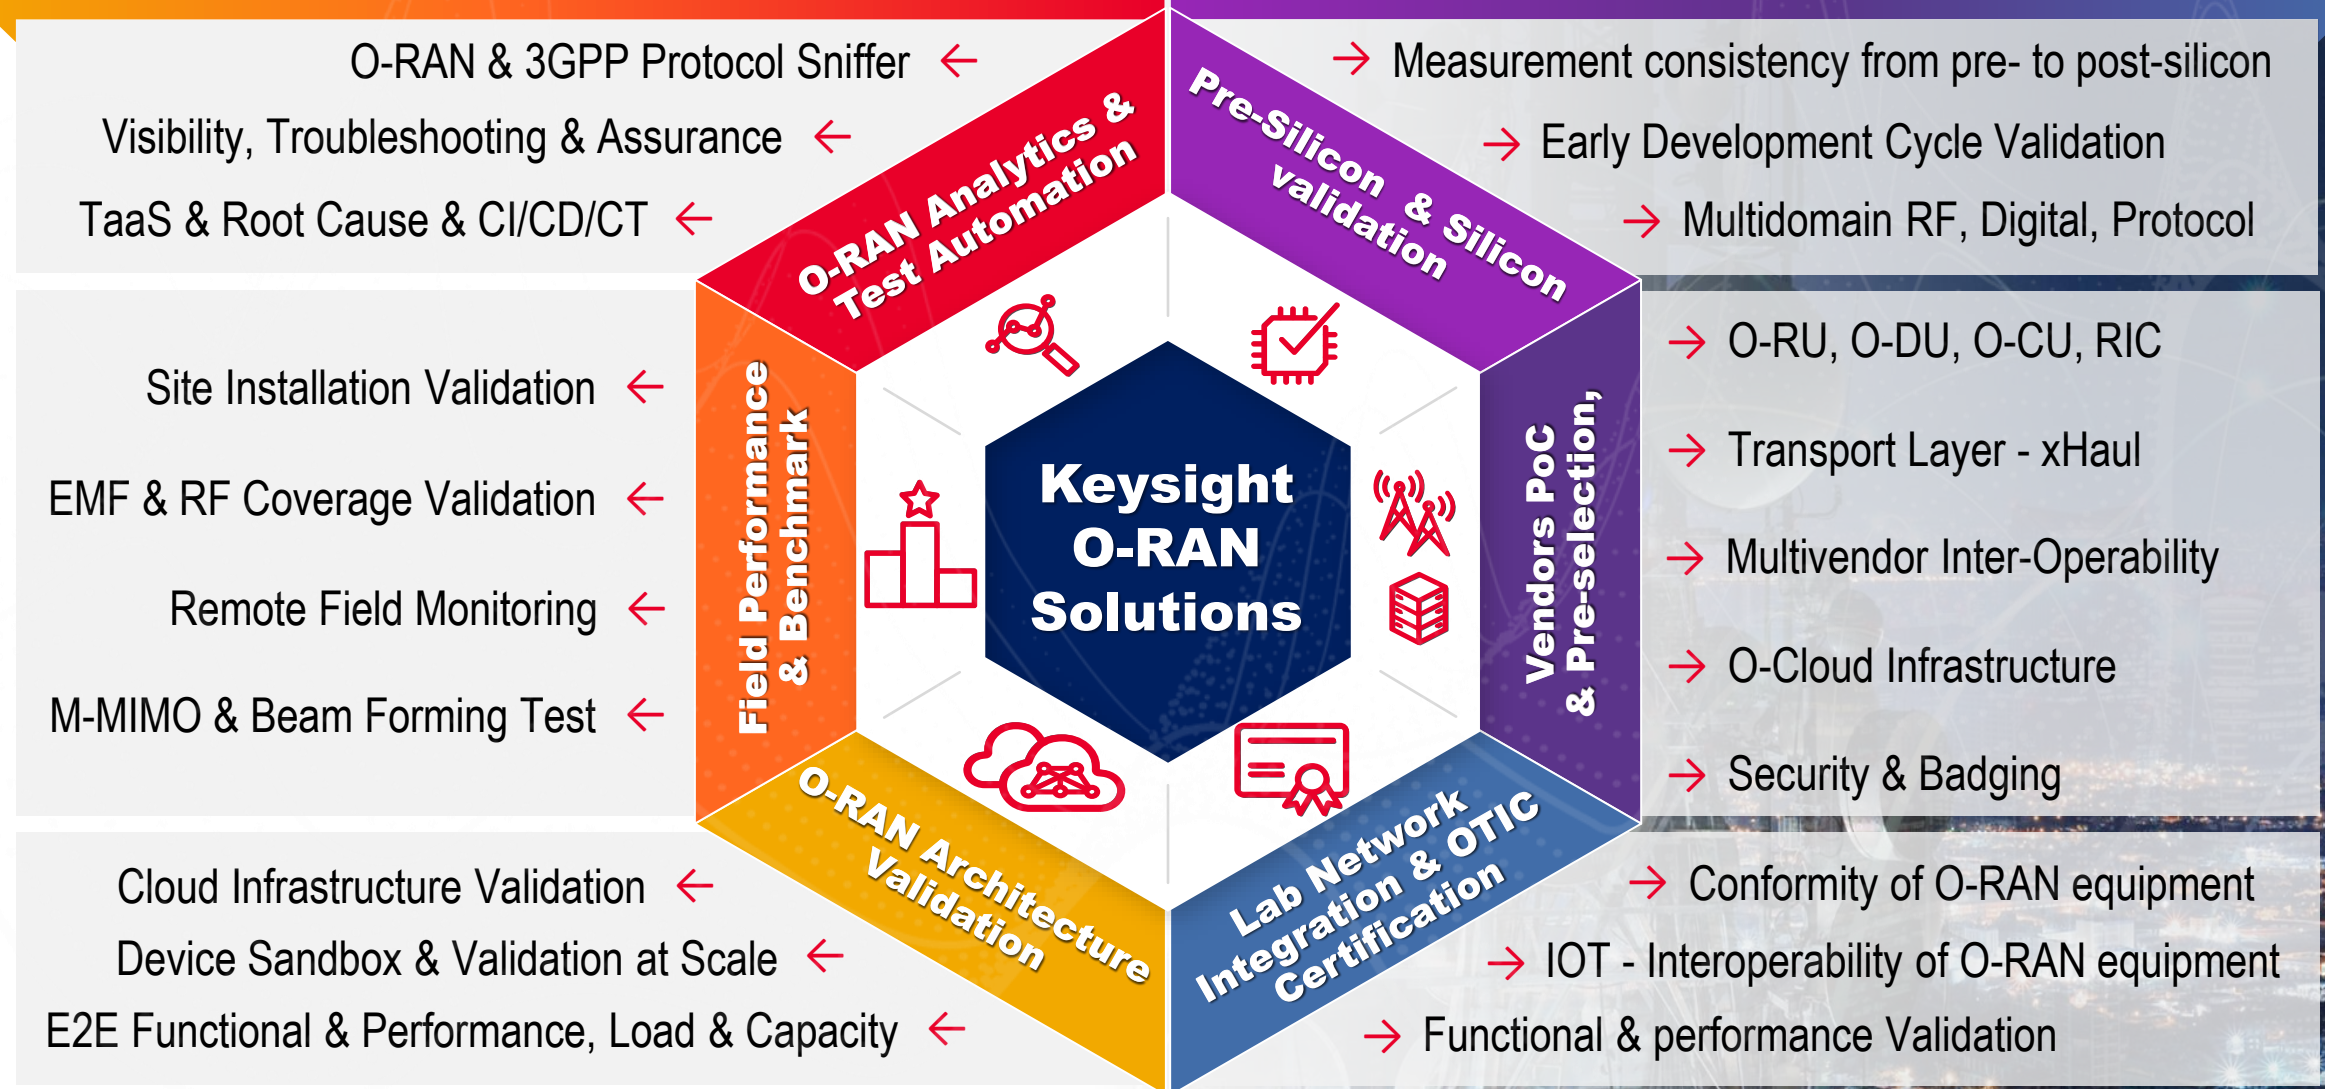 O-RAN & 3GPP Protocol Sniffer
Visibility, Troubleshooting & Assurance
TaaS & Root Cause & CI/CD/CT
O-RAN Analytics &
Test Automation
Pre-Silicon & Silicon
validation
Measurement consistency from pre- to post-silicon
Early Development Cycle Validation
Multidomain RF, Digital, Protocol
Site Installation Validation
EMF & RF Coverage Validation
Remote Field Monitoring
M-MIMO & Beam Forming Test
Field Performance
& Benchmark
Keysight
O-RAN
Solutions
Vendors PoC
& Pre-selection,
O-RU, O-DU, O-CU, RIC
Transport Layer - xHaul
Multivendor Inter-Operability
O-Cloud Infrastructure
Security & Badging
Cloud Infrastructure Validation
Device Sandbox & Validation at Scale
E2E Functional & Performance, Load & Capacity
O-RAN Architecture
Validation
Lab Network
Integration & OTIC
Certification
Conformity of O-RAN equipment
IOT - Interoperability of O-RAN equipment
Functional & performance Validation